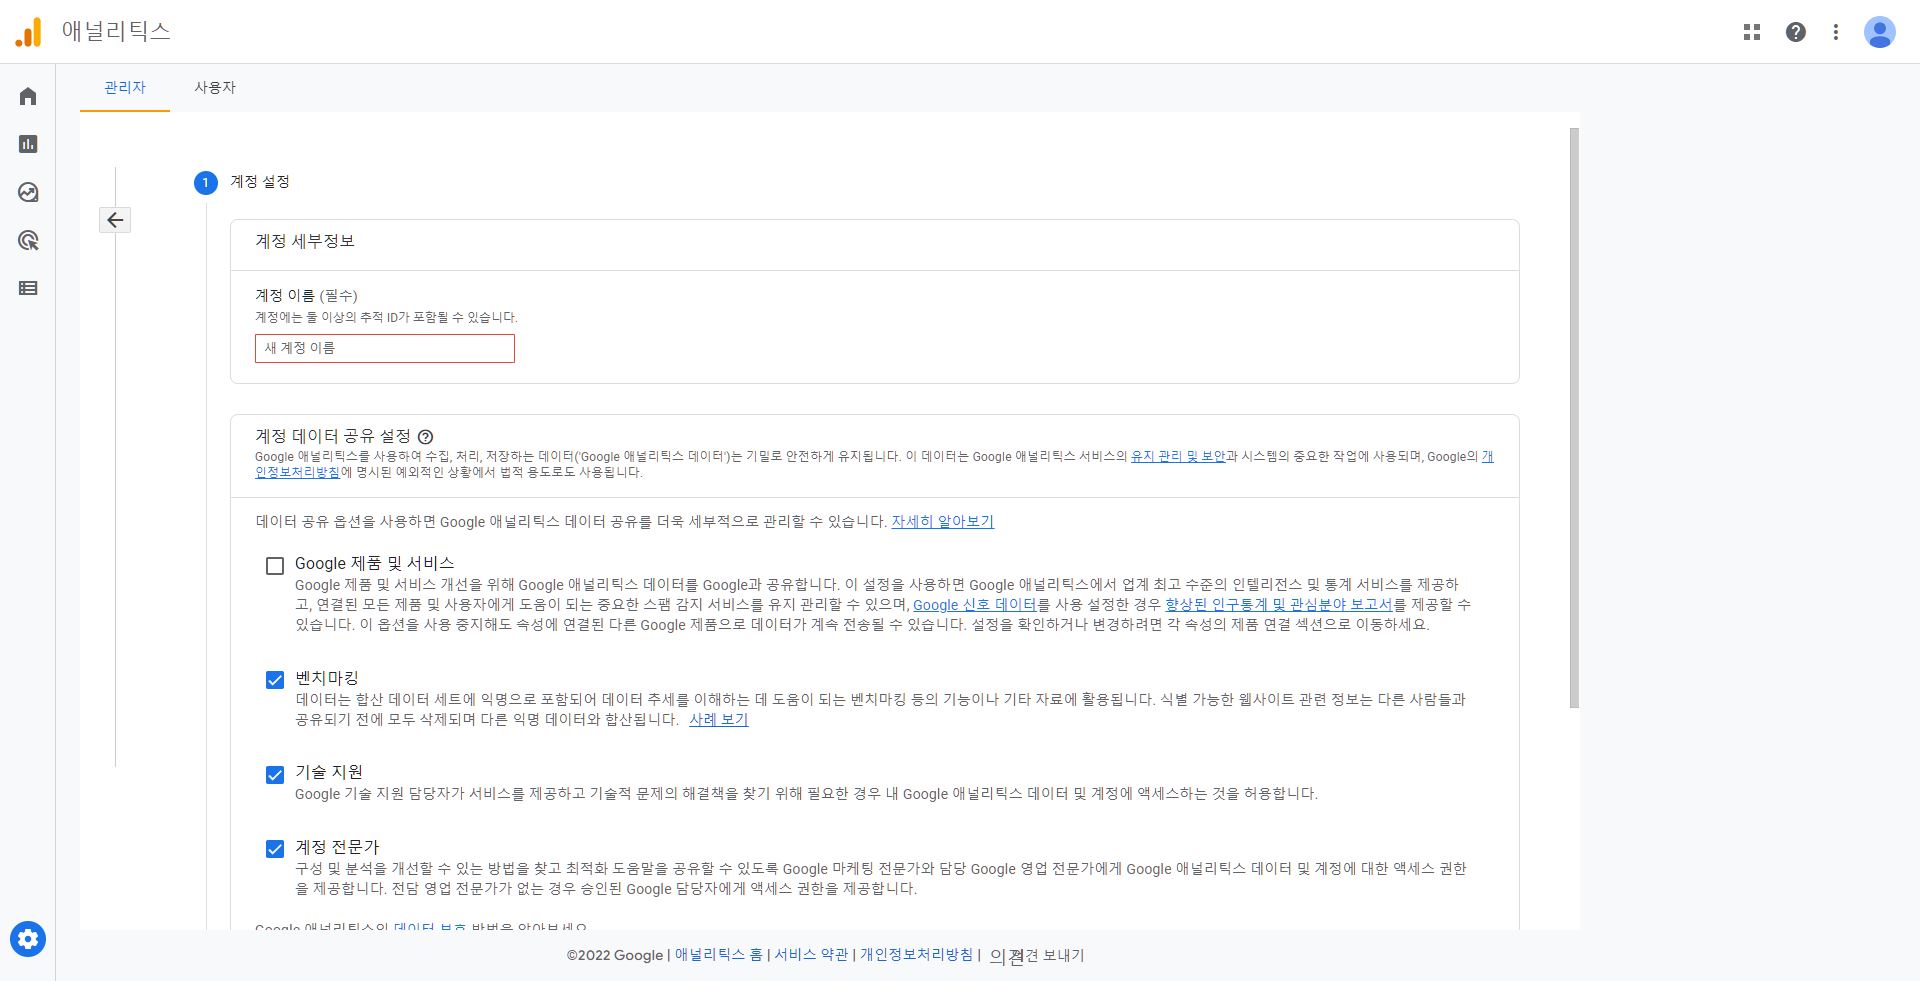 애널리틱스
관리자 사용자
1 계정 설정
계정 세부정보
계정 이름 (필수)
계정에는 둘 이상의 추적 ID가 포함될 수 있습니다.
새 계정 이름
계정 데이터 공유 설정
Google 애널리틱스를 사용하여 수집, 처리, 저장하는 데이터('Google 애널리틱스 데이터')는 기밀로 안전하게 유지됩니다. 이 데이터는 Google 애널리틱스 서비스의 유지 관리 및 보안과 시스템의 중요한 작업에 사용되며, Google의 개
인정보처리방침에 명시된 예외적인 상황에서 법적 용도로도 사용됩니다.
데이터 공유 옵션을 사용하면 Google 애널리틱스 데이터 공유를 더욱 세부적으로 관리할 수 있습니다. 자세히 알아보기
Google 제품 및 서비스
Google 제품 및 서비스 개선을 위해 Google 애널리틱스 데이터를 Google과 공유합니다. 이 설정을 사용하면 Google 애널리틱스에서 업계 최고 수준의 인텔리전스 및 통계 서비스를 제공하
고, 연결된 모든 제품 및 사용자에게 도움이 되는 중요한 스팸 감지 서비스를 유지 관리할 수 있으며, Google 신호 데이터를 사용 설정한 경우 향상된 인구통계 및 관심분야 보고서를 제공할 수
있습니다. 이 옵션을 사용 중지해도 속성에 연결된 다른 Google 제품으로 데이터가 계속 전송될 수 있습니다. 설정을 확인하거나 변경하려면 각 속성의 제품 연결 섹션으로 이동하세요.
벤치마킹
데이터는 합산 데이터 세트에 익명으로 포함되어 데이터 추세를 이해하는 데 도움이 되는 벤치마킹 등의 기능이나 기타 자료에 활용됩니다. 식별 가능한 웹사이트 관련 정보는 다른 사람들과
공유되기 전에 모두 삭제되며 다른 익명 데이터와 합산됩니다. 사례 보기
기술 지원
Google 기술 지원 담당자가 서비스를 제공하고 기술적 문제의 해결책을 찾기 위해 필요한 경우 내 Google 애널리틱스 데이터 및 계정에 액세스하는 것을 허용합니다.
계정 전문가
구성 및 분석을 개선할 수 있는 방법을 찾고 최적화 도움말을 공유할 수 있도록 Google 마케팅 전문가와 담당 Google 영업 전문가에게 Google 애널리틱스 데이터 및 계정에 대한 액세스 권한
을 제공합니다. 전담 영업 전문가가 없는 경우 승인된 Google 담당자에게 액세스 권한을 제공합니다.
Google 애널리틱스의 데이터 보호 방법을 알아보세요
©2022 Google | 애널리틱스 홈 | 서비스 약관 | 개인정보처리방침 | 의견 보내기